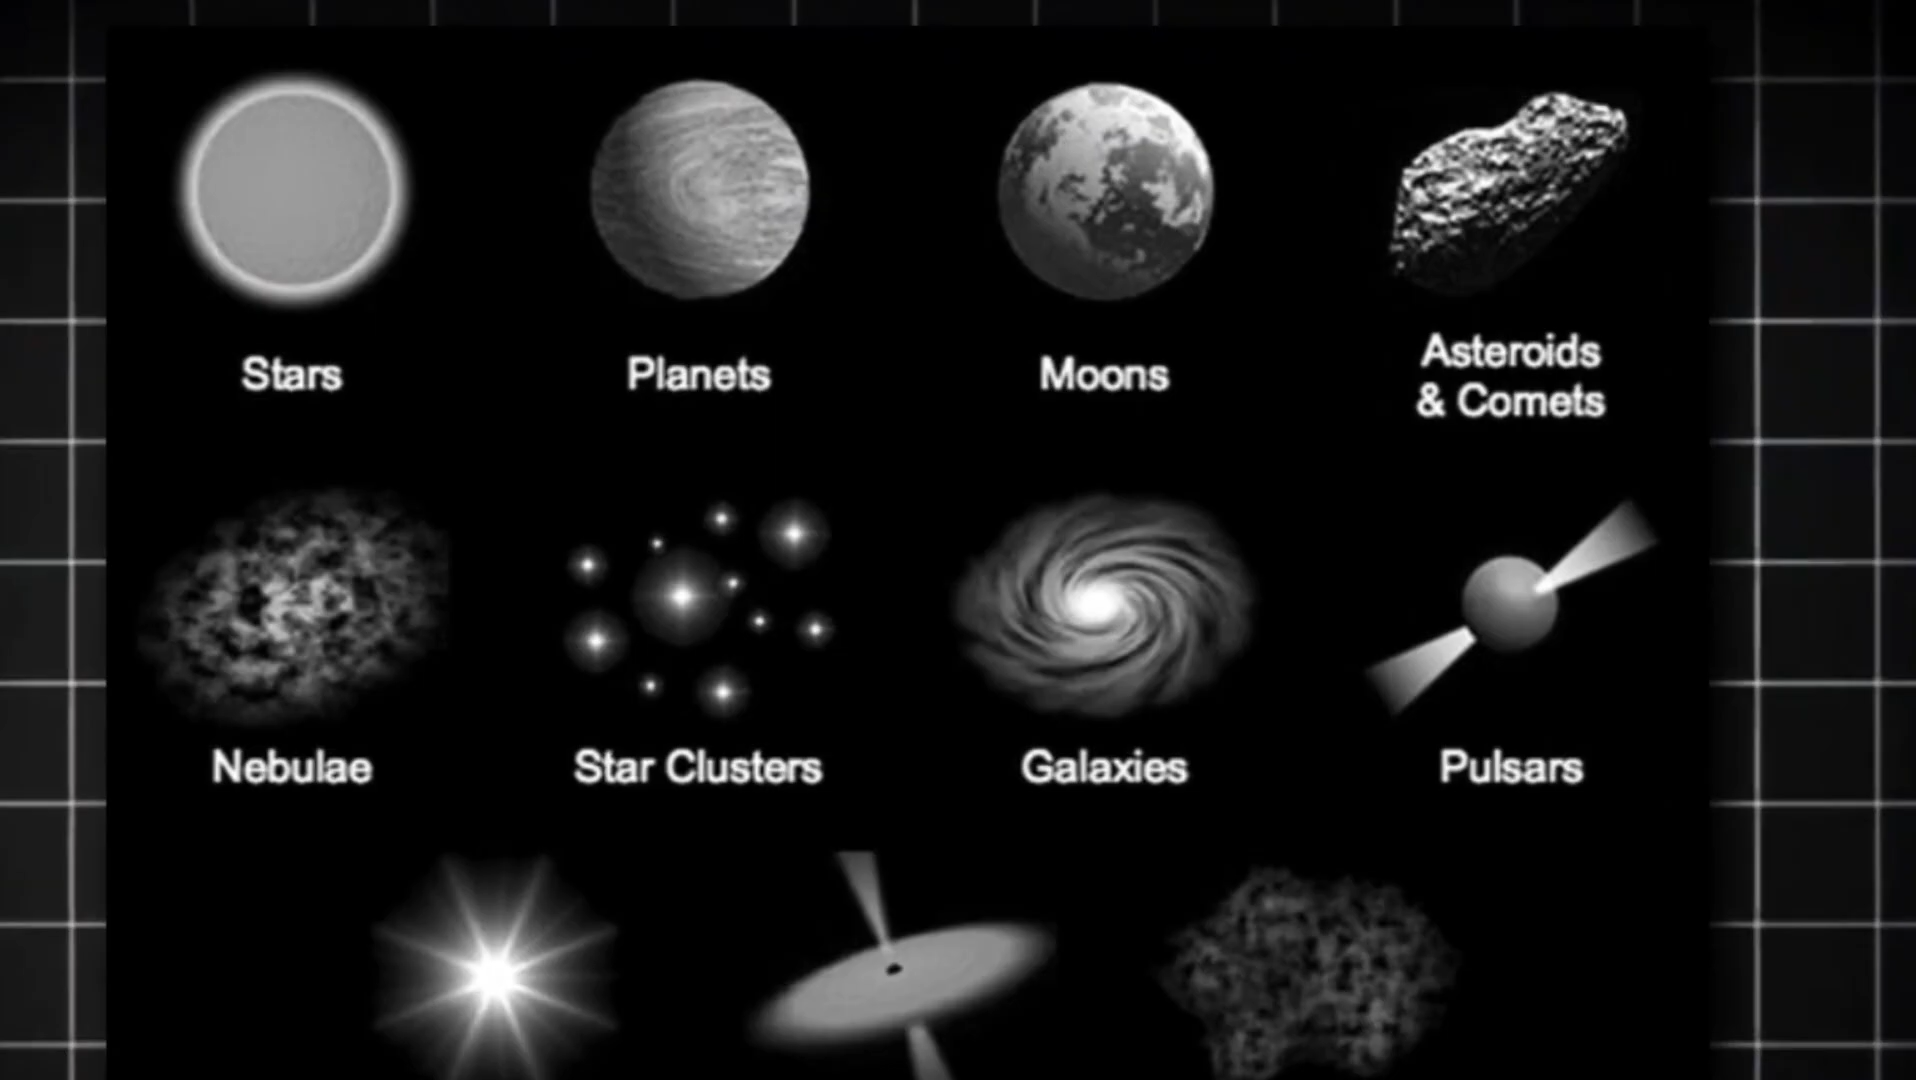 Stars
Planets
Moons
Asteroids
& Comets
Nebulae
Star Clusters
Galaxies
Pulsars